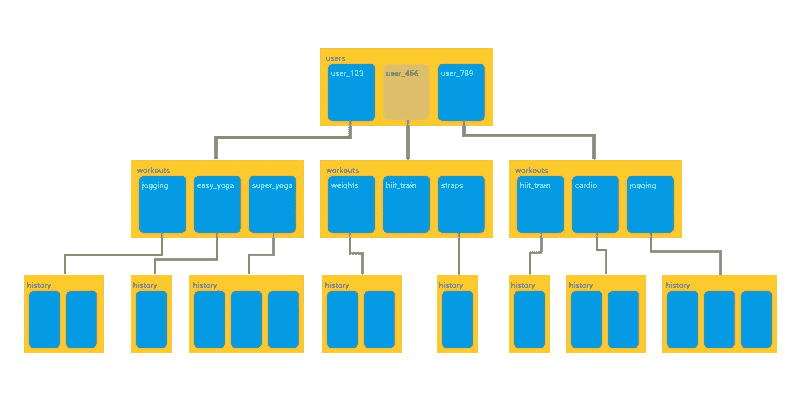 users
user_123
user_456
user_789
workouts
jogging
easy_yoga
super_yoga
workouts
weights
hiit_train
straps
workouts
hiit_train
cardio
jogging
history
history
history
history
history
history
history
history